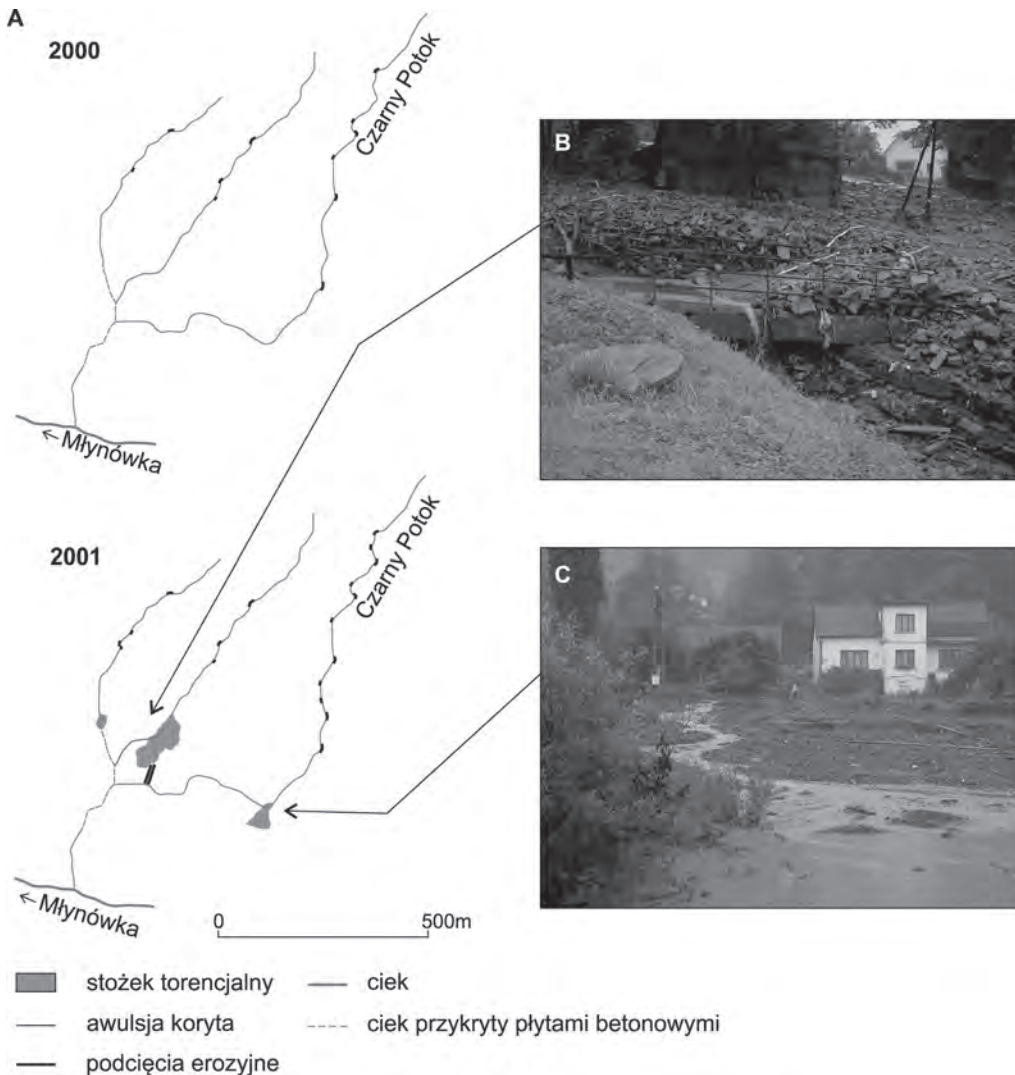 A
2000
Czarny Potok
← Młynówka
B
2001
Czarny Potok
← Młynówka
C
0 500m
stożek torencjalny
ciek
awulsja koryta
ciek przykryty płytami betonowymi
podcięcia erozyjne